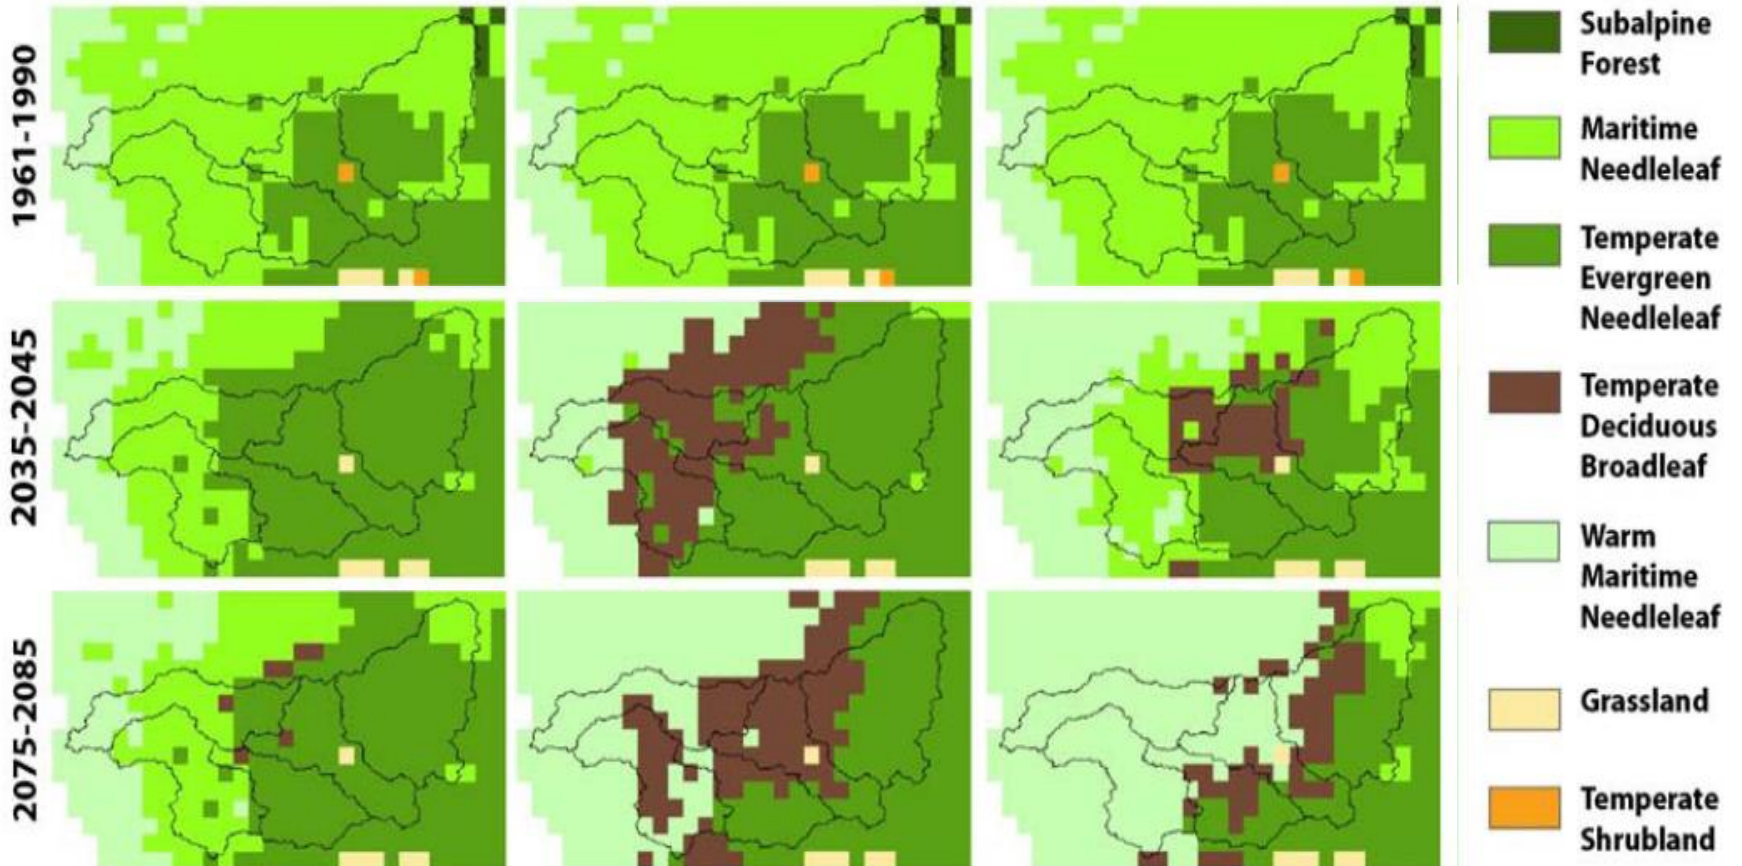 1961-1990
2035-2045
2075-2085
Subalpine
Forest
Maritime
Needleleaf
Temperate
Evergreen
Needleleaf
Temperate
Deciduous
Broadleaf
Warm
Maritime
Needleleaf
Grassland
Temperate
Shrubland